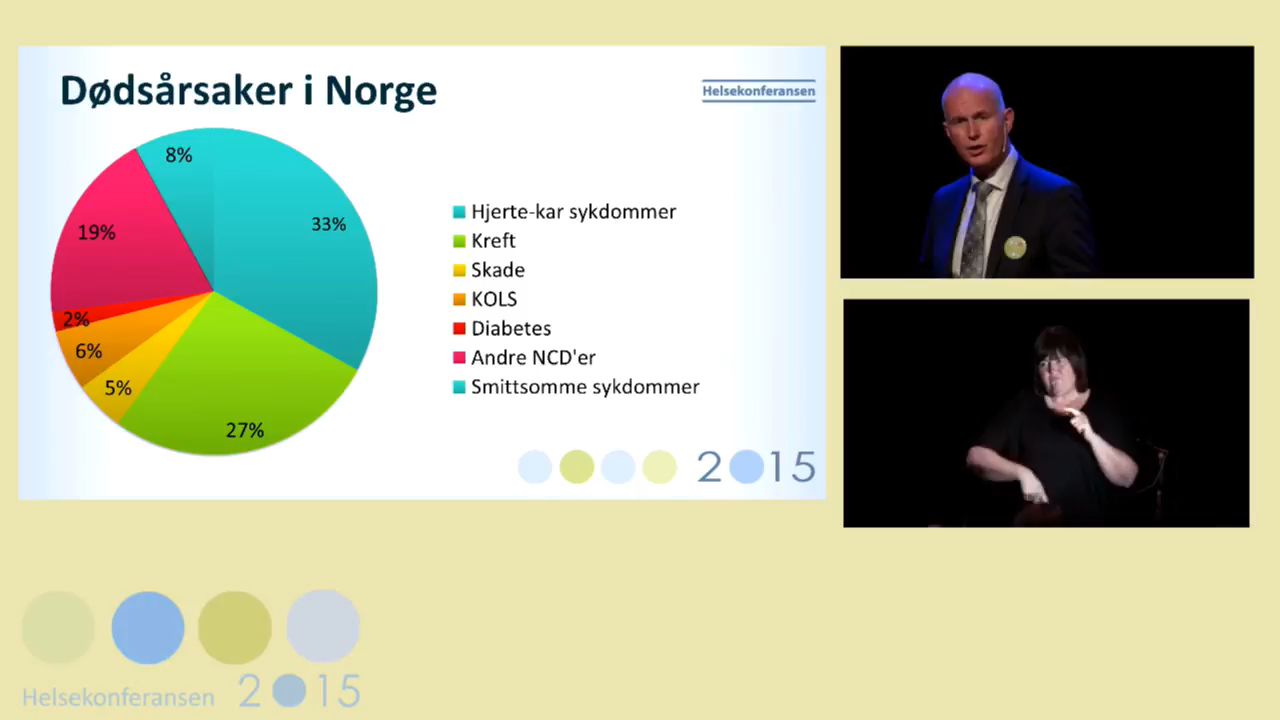 Dødsårsaker i Norge
Helsekonferansen
8%
33%
19%
2%
6%
5%
27%
Hjerte-kar sykdommer
Kreft
Skade
KOLS
Diabetes
Andre NCD'er
Smittsomme sykdommer
2015
Helsekonferansen 2015